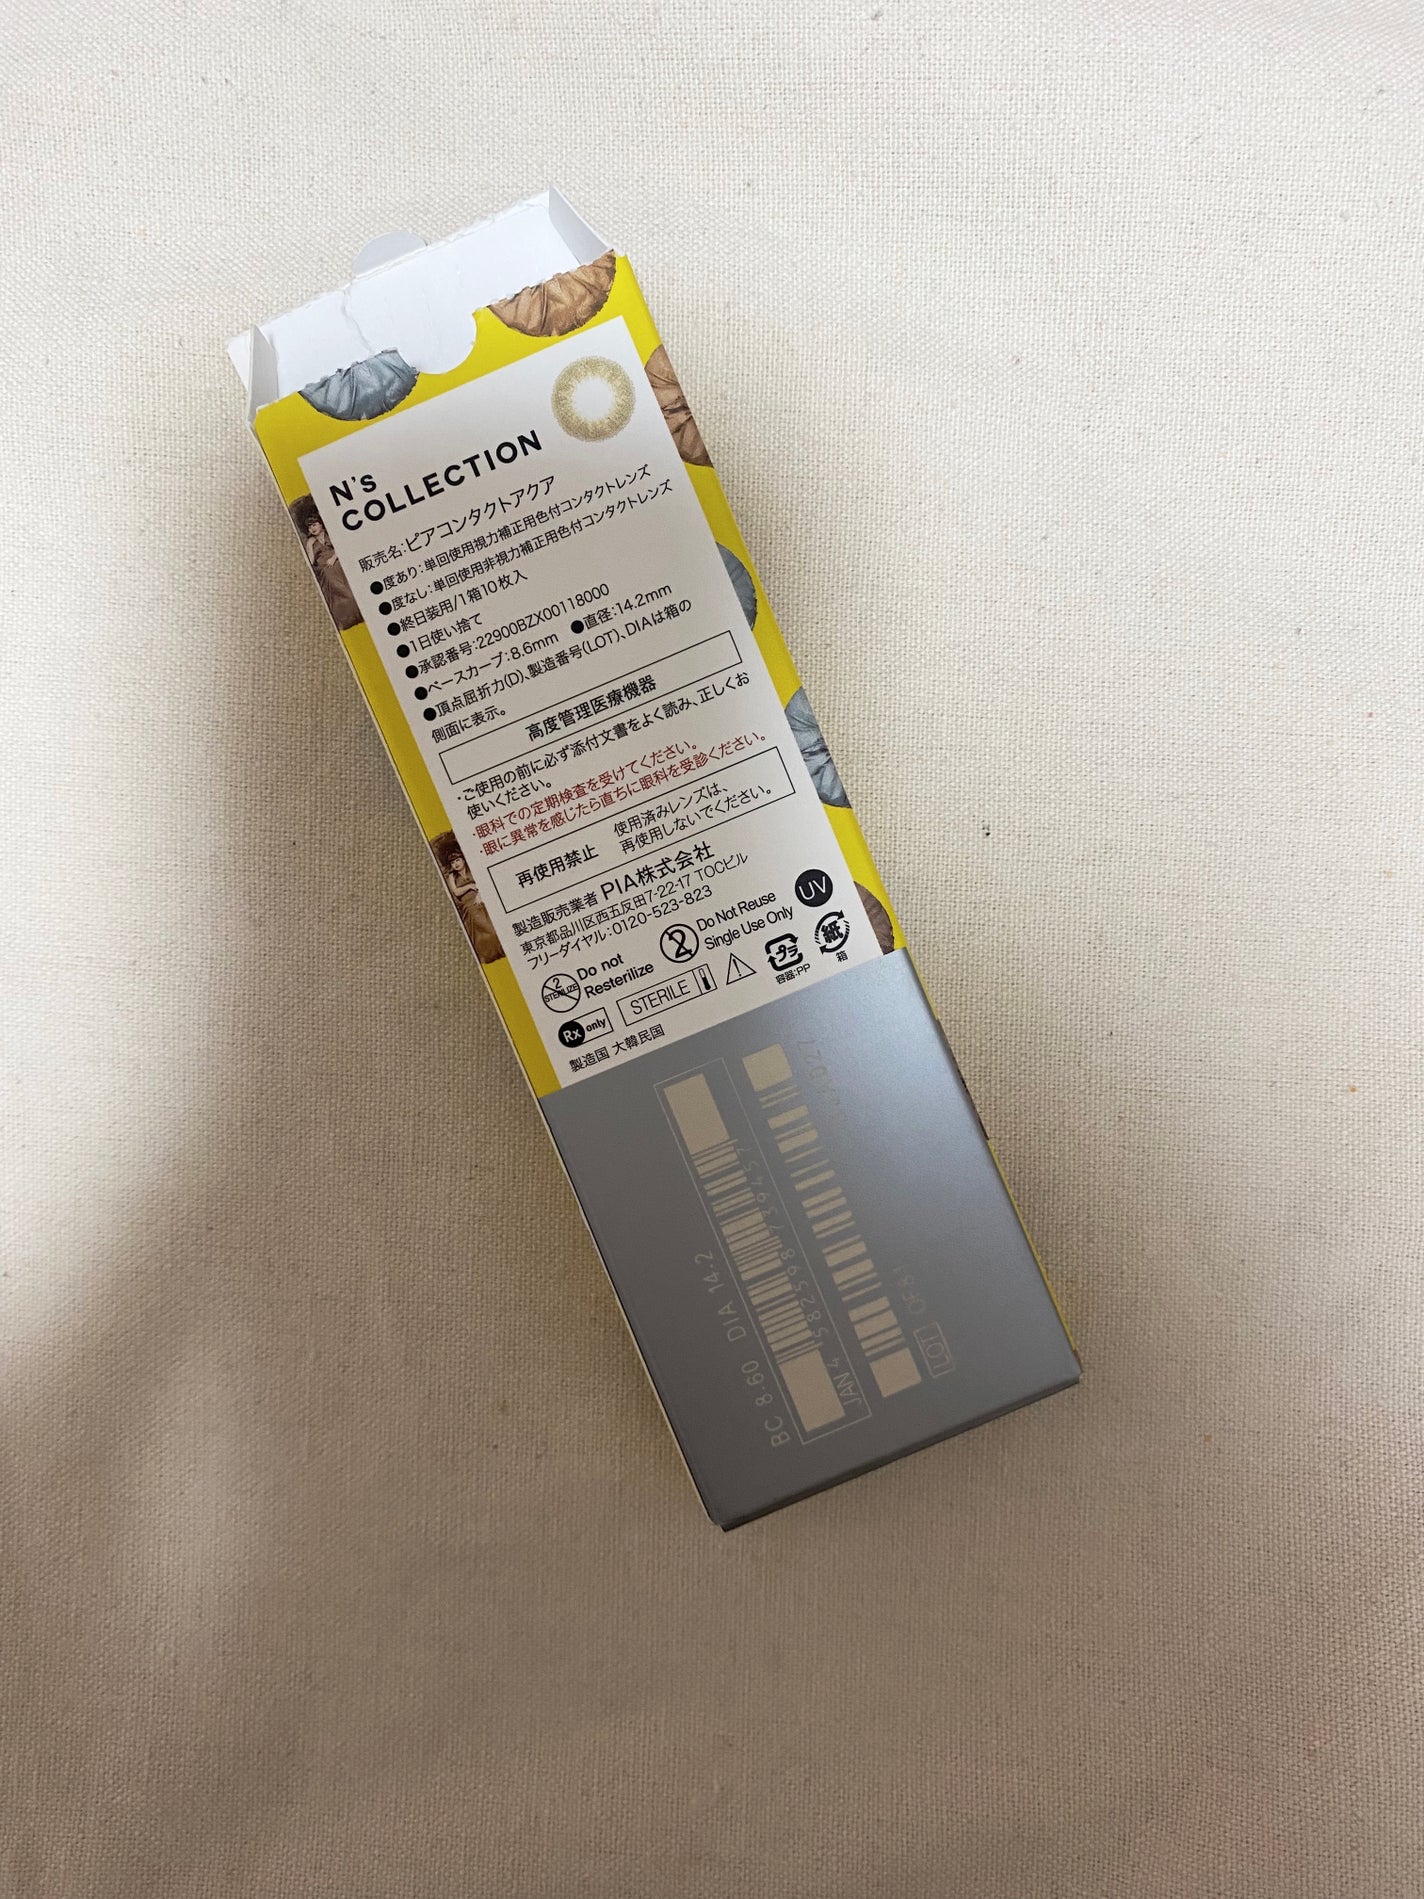 N's
COLLECTION
販売名:ピアコンタクトアクア
●度あり:単回使用視力補正用色付コンタクトレンズ
●度なし:単回使用非視力補正用色付コンタクトレンズ
●終日装用/1箱10枚入
●1日使い捨て
●承認番号:22900BZX00118000
●ベースカーブ:8.6mm ●直径:14.2mm
●頂点屈折力(D)、製造番号(LOT)、DIAは箱の
側面に表示。
高度管理医療機器
・ご使用の前に必ず添付文書をよく読み、正しくお
使いください。
・眼科での定期検査を受けてください。
・眼に異常を感じたら直ちに眼科を受診ください。
再使用禁止
使用済みレンズは、
再使用しないでください。
製造販売業者 PIA株式会社
東京都品川区西五反田7-22-17 TOCビル
フリーダイヤル:0120-523-823
2
STERILIZE
Do not
Resterilize
2
Do Not Reuse
Single Use Only
UV
Rx only
STERILE
プラ
容器:PP
紙
箱
製造国 大韓民国
BC 8.60 DIA 14.2
JAN 4
LOT